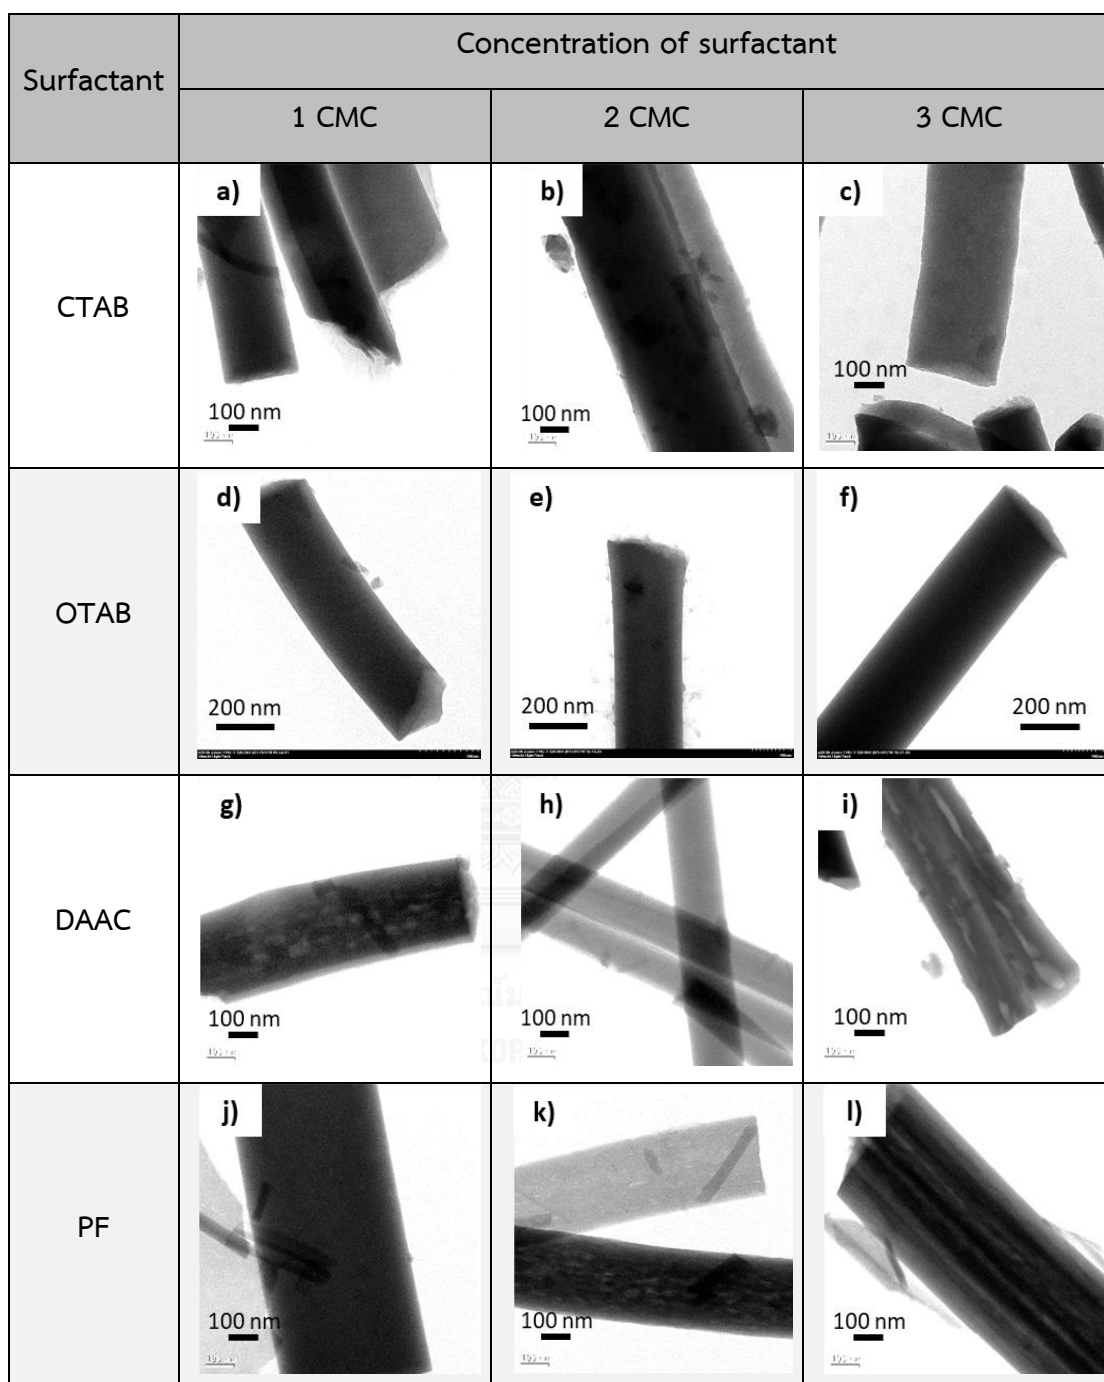 Surfactant
Concentration of surfactant
1 CMC
2 CMC
3 CMC
CTAB
a)
100 nm
b)
100 nm
c)
100 nm
OTAB
d)
200 nm
e)
200 nm
f)
200 nm
DAAC
g)
100 nm
h)
100 nm
i)
100 nm
PF
j)
100 nm
k)
100 nm
l)
100 nm